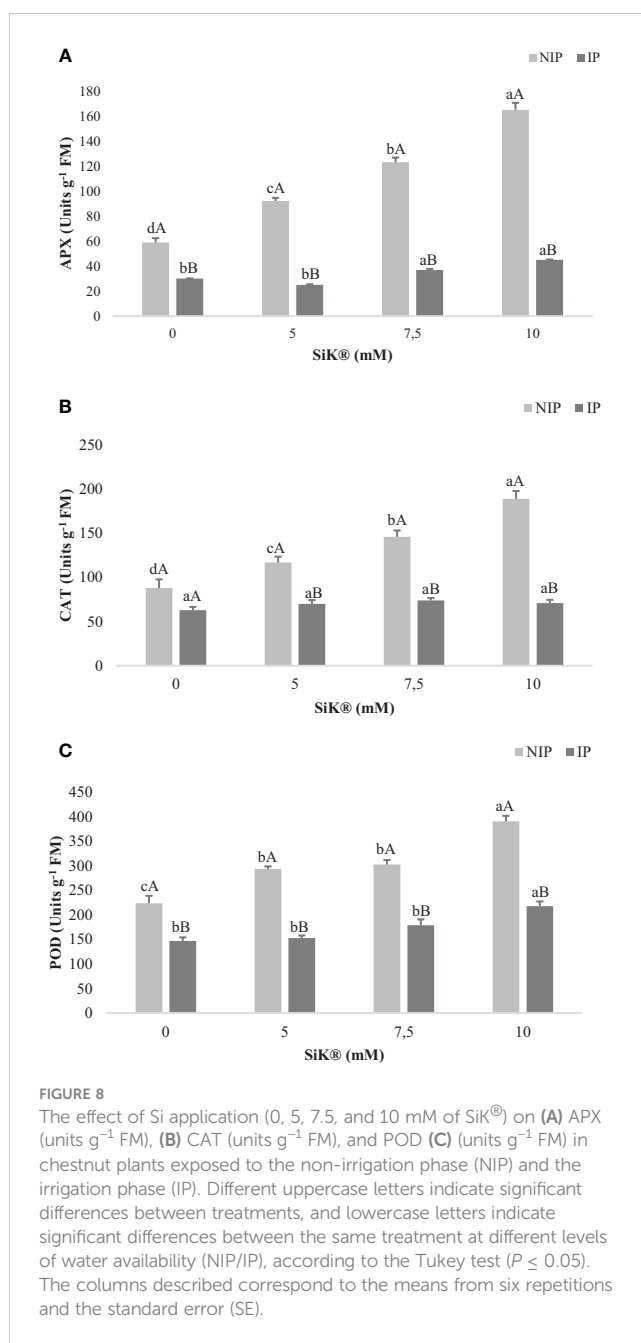 A
NIP IP
180
160
140
120
100
80
60
40
20
0
APX (Units g⁻¹ FM)
dA bB cA bB bA aB aA aB
0 5 7,5 10
SiK® (mM)
B
NIP IP
250
200
150
100
50
0
CAT (Units g⁻¹ FM)
dA aA cA aB bA aB aA aB
0 5 7,5 10
SiK® (mM)
C
NIP IP
450
400
350
300
250
200
150
100
50
0
POD (Units g⁻¹ FM)
cA bB bA bB bA bB aA aB
0 5 7,5 10
SiK® (mM)
FIGURE 8
The effect of Si application (0, 5, 7.5, and 10 mM of SiK®) on (A) APX
(units g⁻¹ FM), (B) CAT (units g⁻¹ FM), and POD (C) (units g⁻¹ FM) in
chestnut plants exposed to the non-irrigation phase (NIP) and the
irrigation phase (IP). Different uppercase letters indicate significant
differences between treatments, and lowercase letters indicate
significant differences between the same treatment at different levels
of water availability (NIP/IP), according to the Tukey test (P ≤ 0.05).
The columns described correspond to the means from six repetitions
and the standard error (SE).